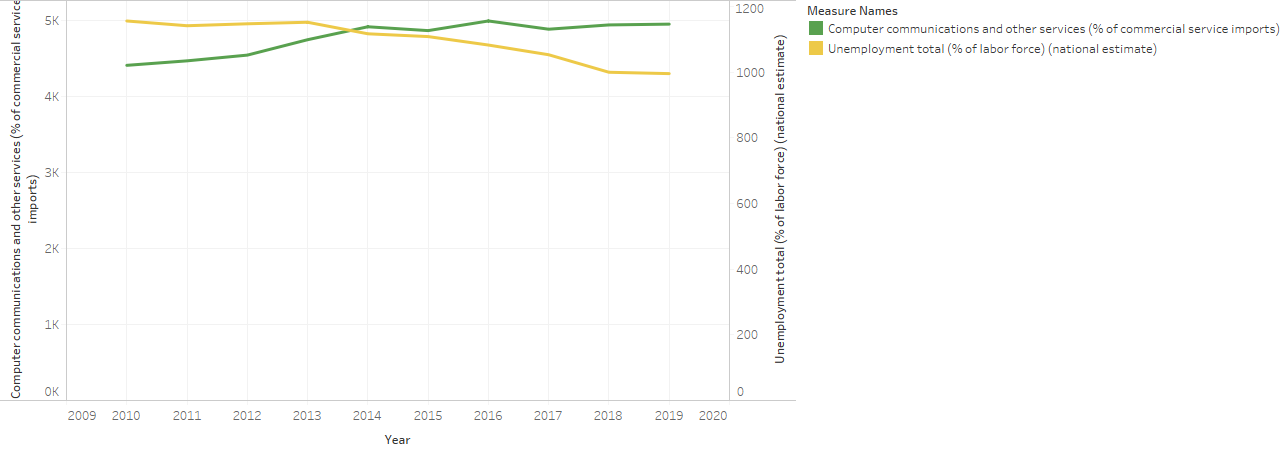 Computer communications and other services (% of commercial service
imports)
5K
4K
3K
2K
1K
0K
1200
1000
800
600
400
200
0
Unemployment total (% of labor force) (national estimate)
2009 2010 2011 2012 2013 2014 2015 2016 2017 2018 2019 2020
Year
Measure Names
Computer communications and other services (% of commercial service imports)
Unemployment total (% of labor force) (national estimate)